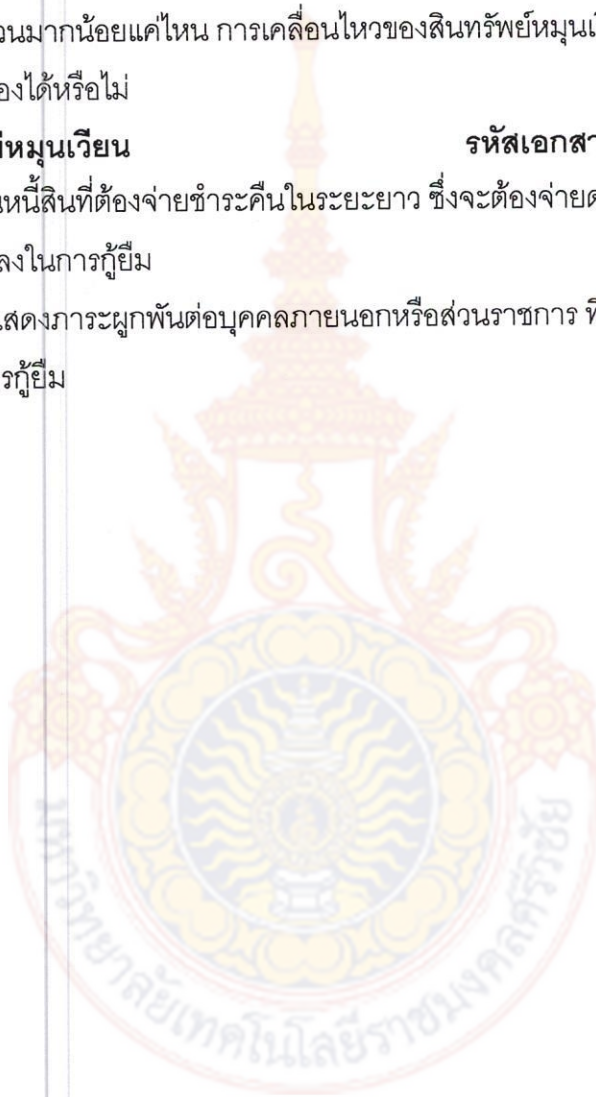 วนมากน้อยแค่ไหน การเคลื่อนไหวของสินทรัพย์หมุนเ
องได้หรือไม่
์หมุนเวียน รหัสเอกสา
นหนี้สินที่ต้องจ่ายชำระคืนในระยะยาว ซึ่งจะต้องจ่ายด
ลงในการกู้ยืม
แสดงภาระผูกพันต่อบุคคลภายนอกหรือส่วนราชการ ที
ารกู้ยืม
มหาวิทยาลัยเทคโนโลยีราชมงคลศรีวิชัย